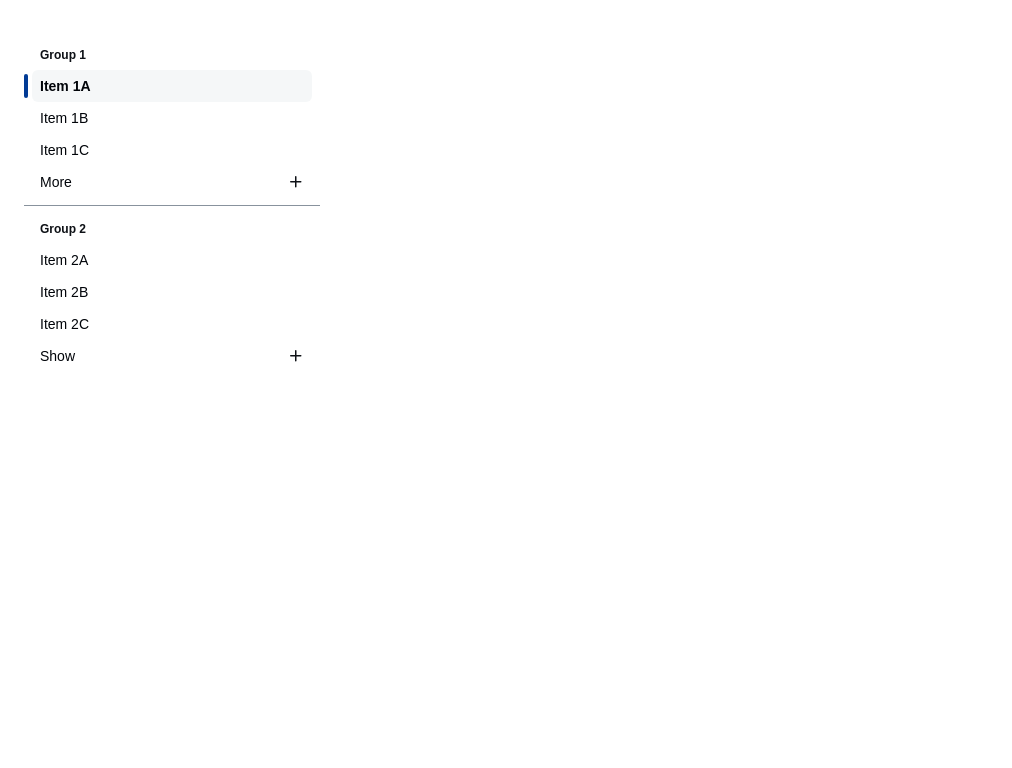 Group 1
Item 1A
Item 1B
Item 1C
More
Group 2
Item 2A
Item 2B
Item 2C
Show